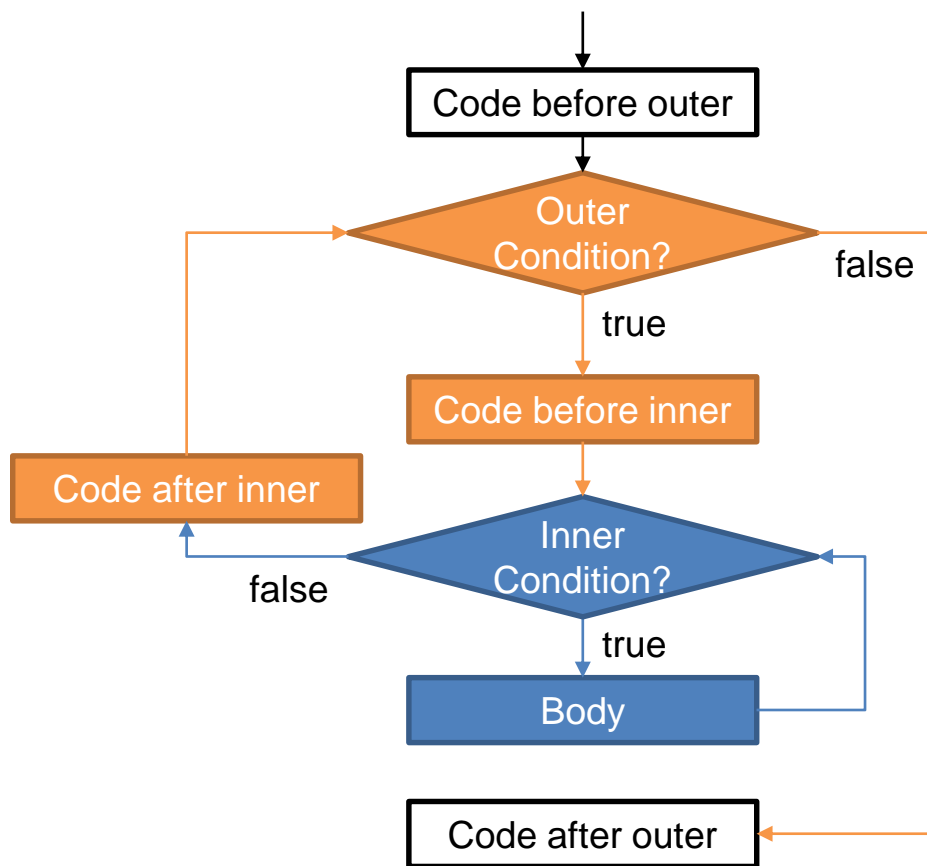 Code before outer
Outer
Condition?
false
true
Code before inner
Code after inner
Inner
Condition?
false
true
Body
Code after outer